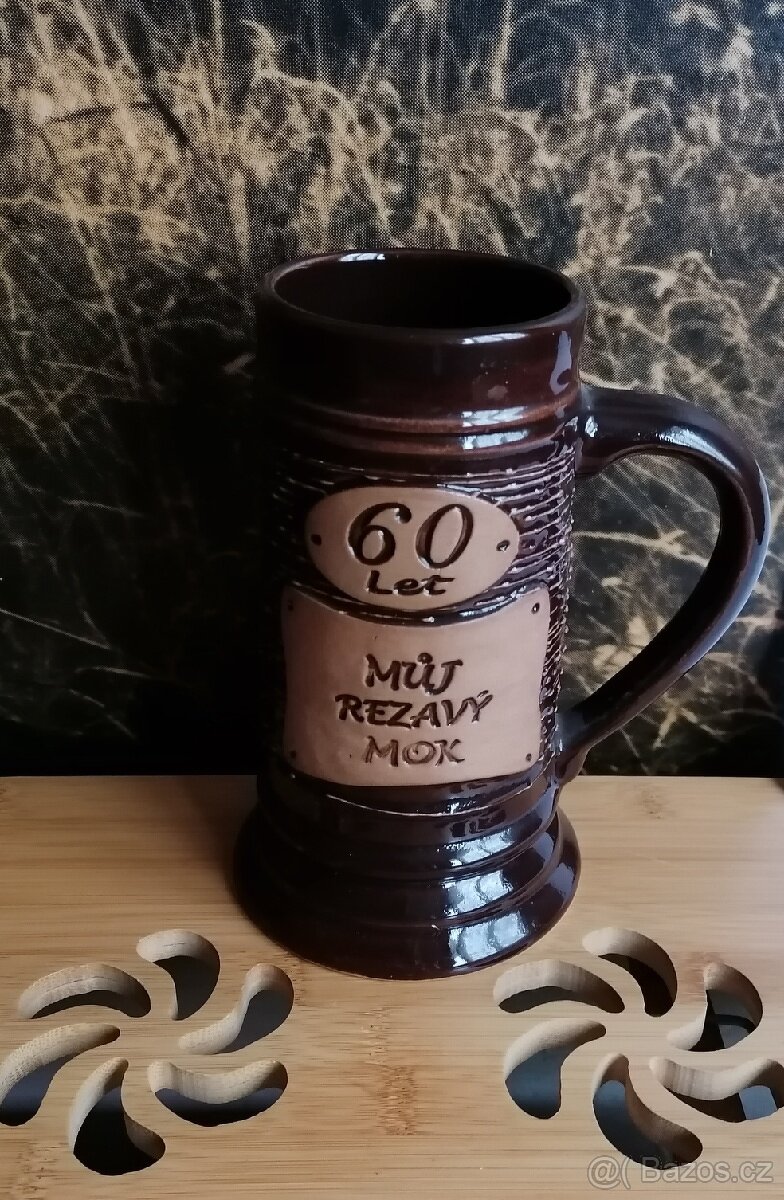 60
Let
MŮJ
REZAVÝ
MOK
@( Bazos.cz